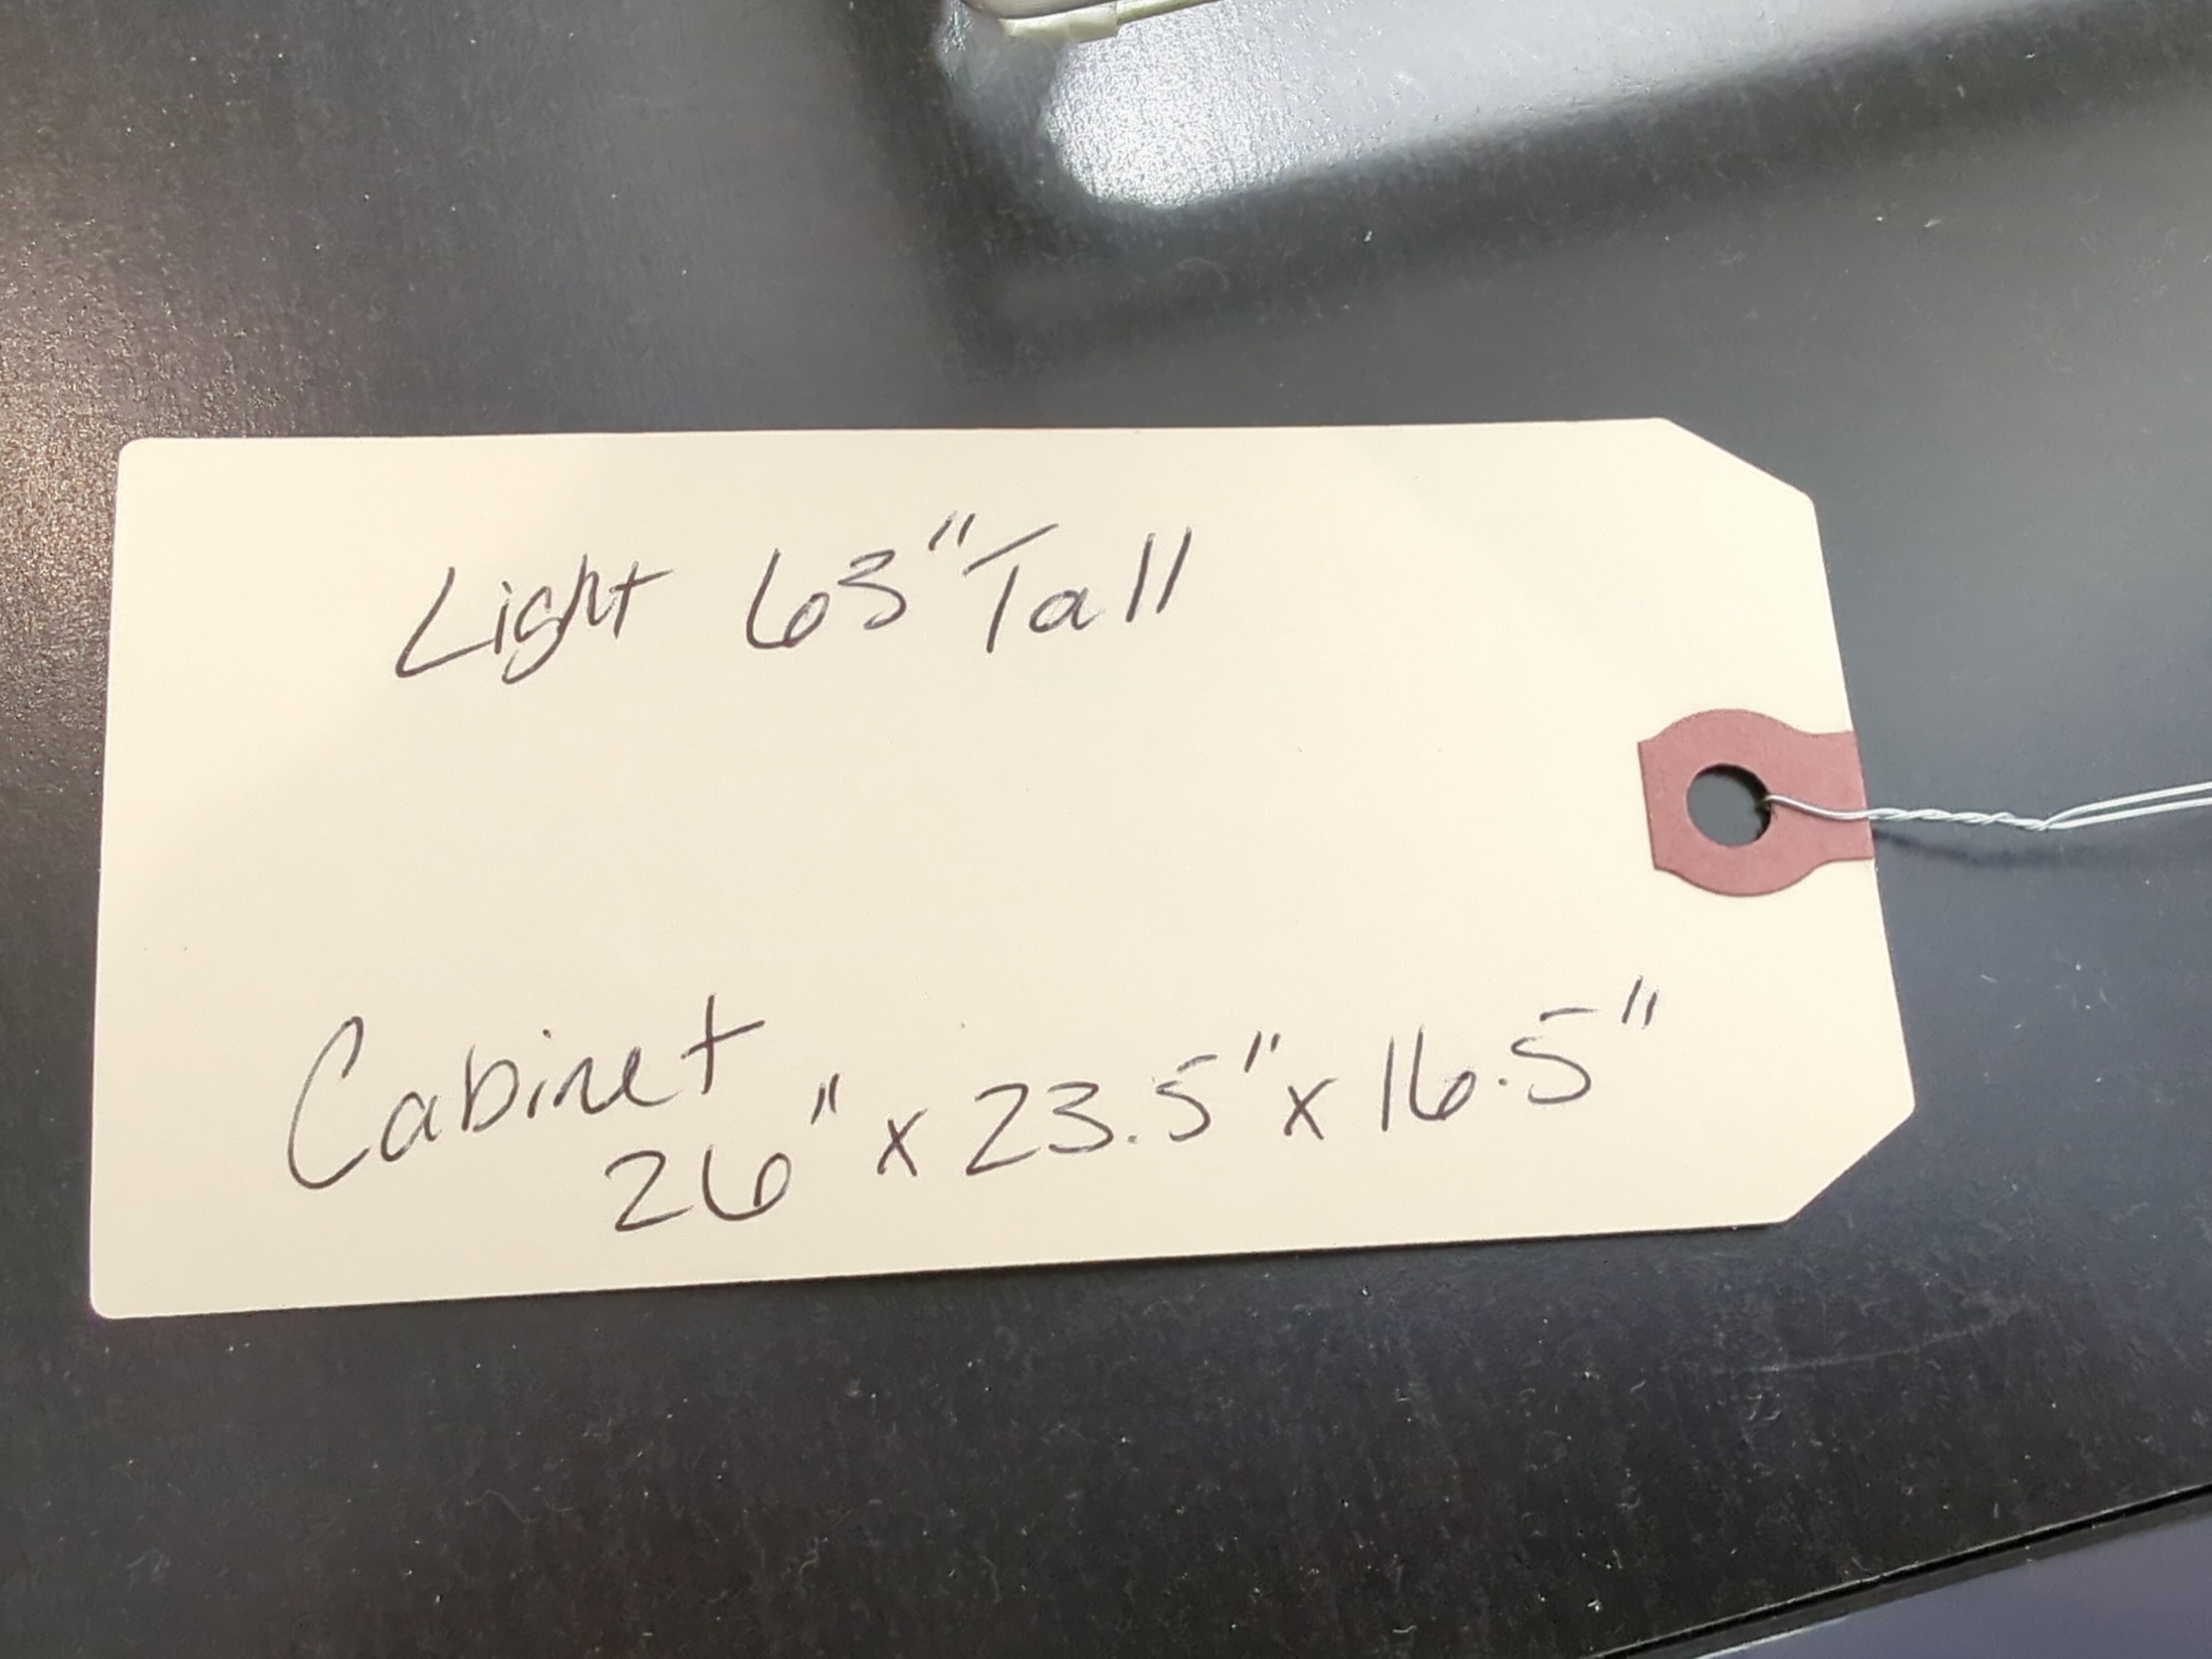 Light 63" Tall
Cabinet
26" x 23.5" x 16.5"